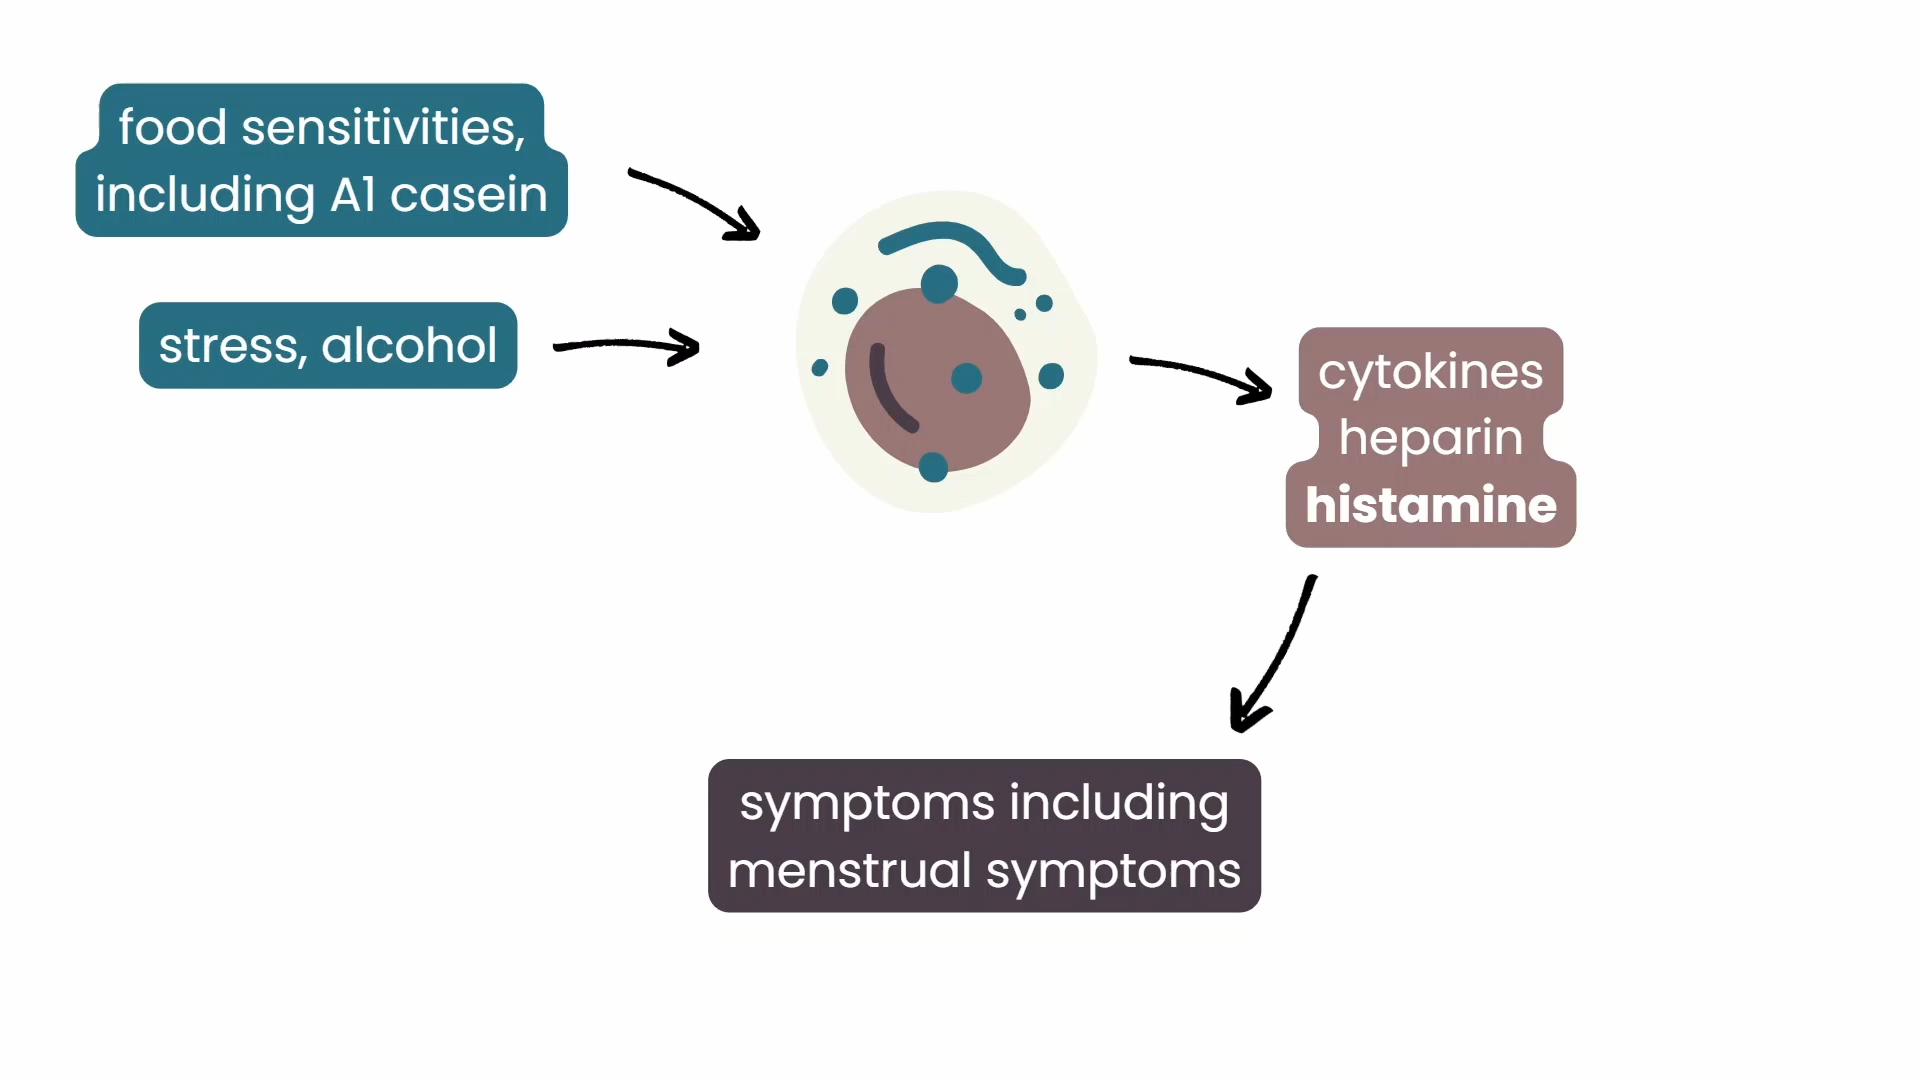 food sensitivities,
including A1 casein
stress, alcohol
cytokines
heparin
histamine
symptoms including
menstrual symptoms